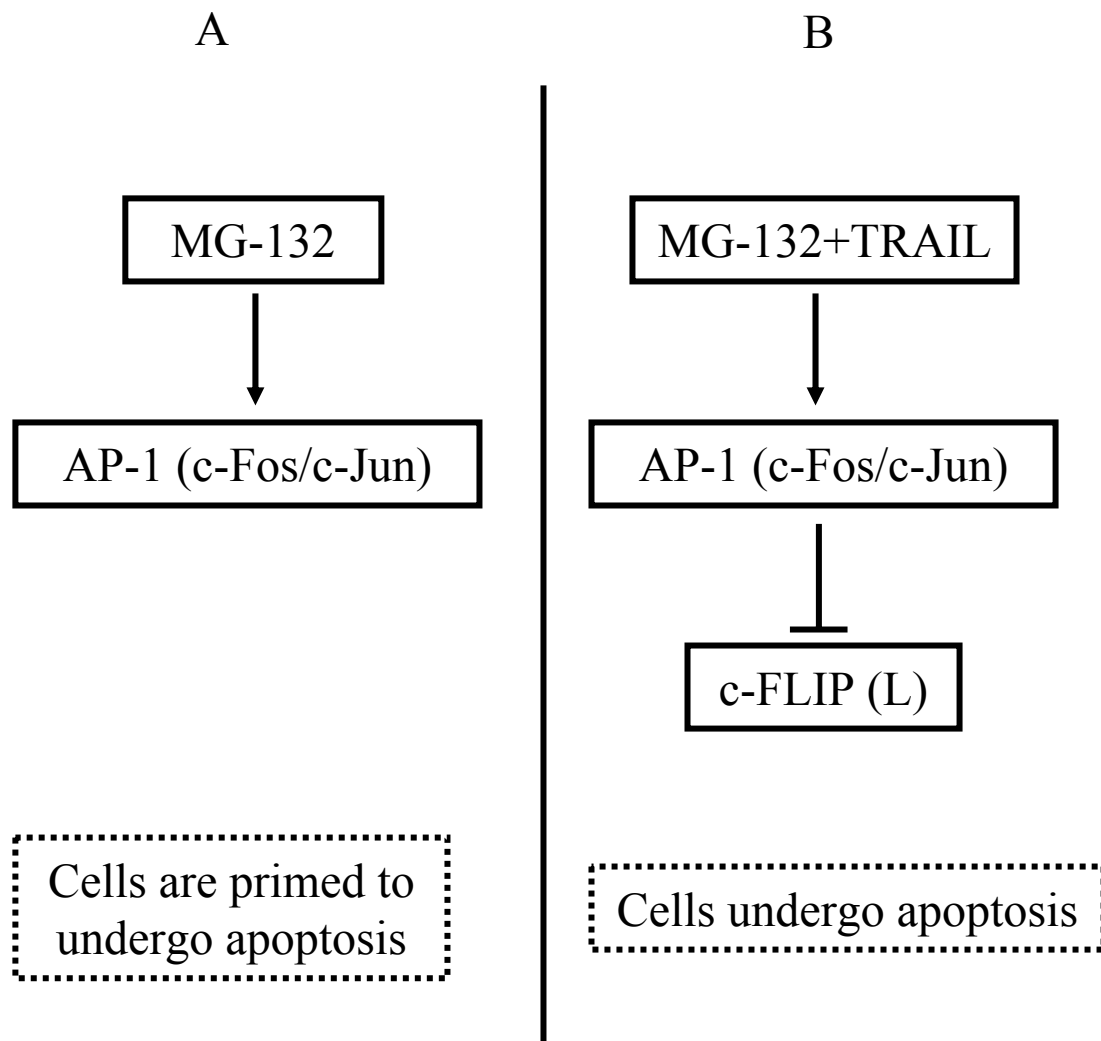 A
MG-132
AP-1 (c-Fos/c-Jun)
Cells are primed to
undergo apoptosis
B
MG-132+TRAIL
AP-1 (c-Fos/c-Jun)
c-FLIP (L)
Cells undergo apoptosis